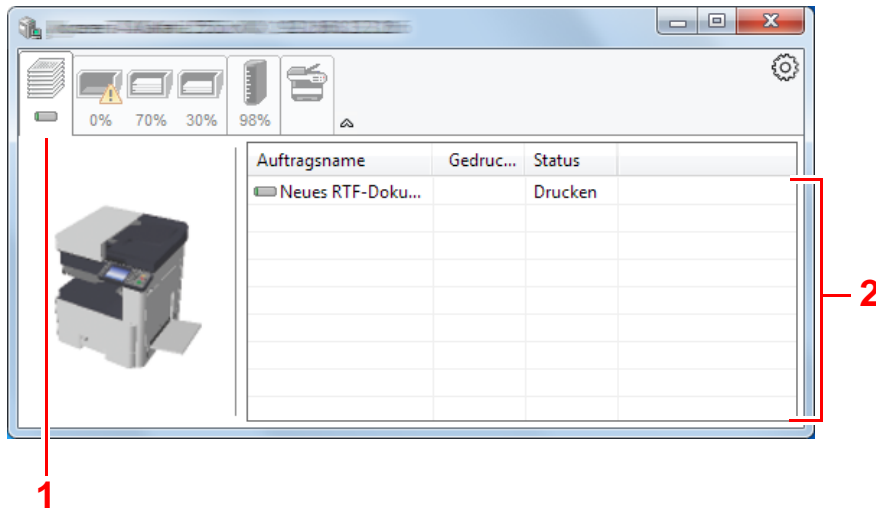 0% 70% 30% 98%
Auftragsname Gedruc... Status
Neues RTF-Doku... Drucken
2
1